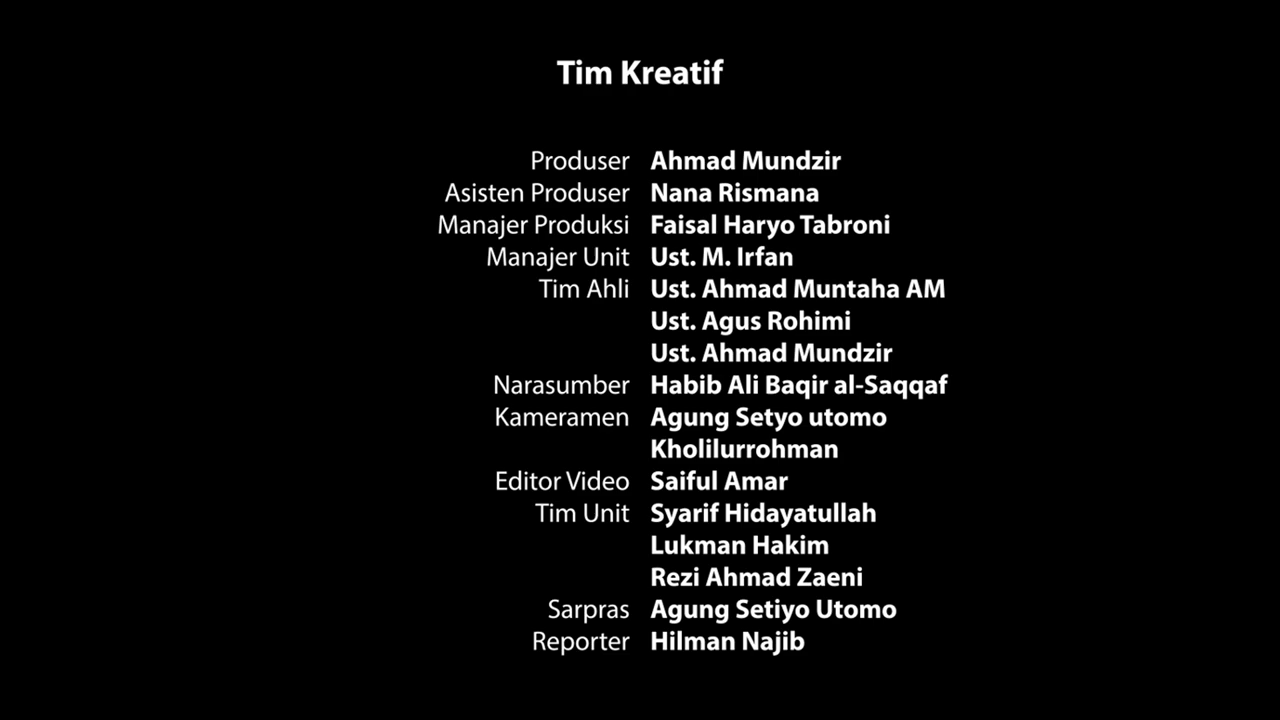 Tim Kreatif
Produser Ahmad Mundzir
Asisten Produser Nana Rismana
Manajer Produksi Faisal Haryo Tabroni
Manajer Unit Ust. M. Irfan
Tim Ahli Ust. Ahmad Muntaha AM
Ust. Agus Rohimi
Ust. Ahmad Mundzir
Narasumber Habib Ali Baqir al-Saqqaf
Kameramen Agung Setyo utomo
Kholilurrohman
Editor Video Saiful Amar
Tim Unit Syarif Hidayatullah
Lukman Hakim
Rezi Ahmad Zaeni
Sarpras Agung Setiyo Utomo
Reporter Hilman Najib